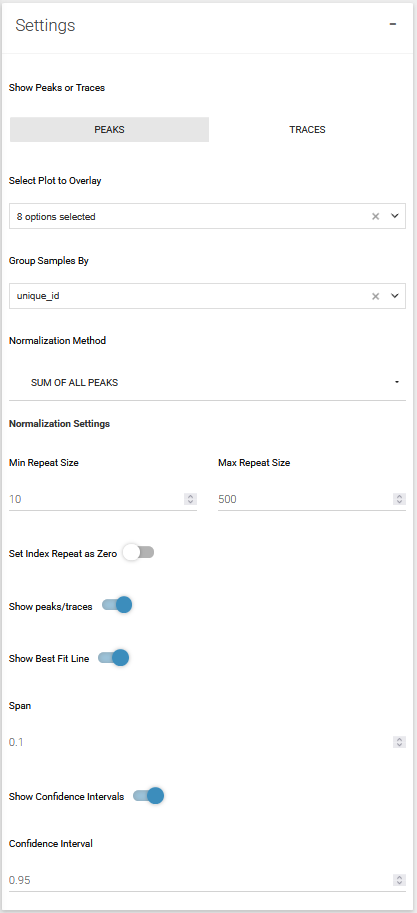 Settings
Show Peaks or Traces
PEAKS TRACES
Select Plot to Overlay
8 options selected
Group Samples By
unique_id
Normalization Method
SUM OF ALL PEAKS
Normalization Settings
Min Repeat Size Max Repeat Size
10 500
Set Index Repeat as Zero
Show peaks/traces
Show Best Fit Line
Span
0.1
Show Confidence Intervals
Confidence Interval
0.95